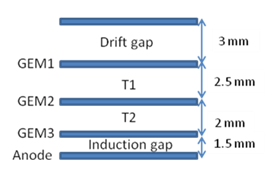 Drift gap 3 mm
GEM1
T1 2.5 mm
GEM2
T2 2 mm
GEM3
Induction gap 1.5 mm
Anode